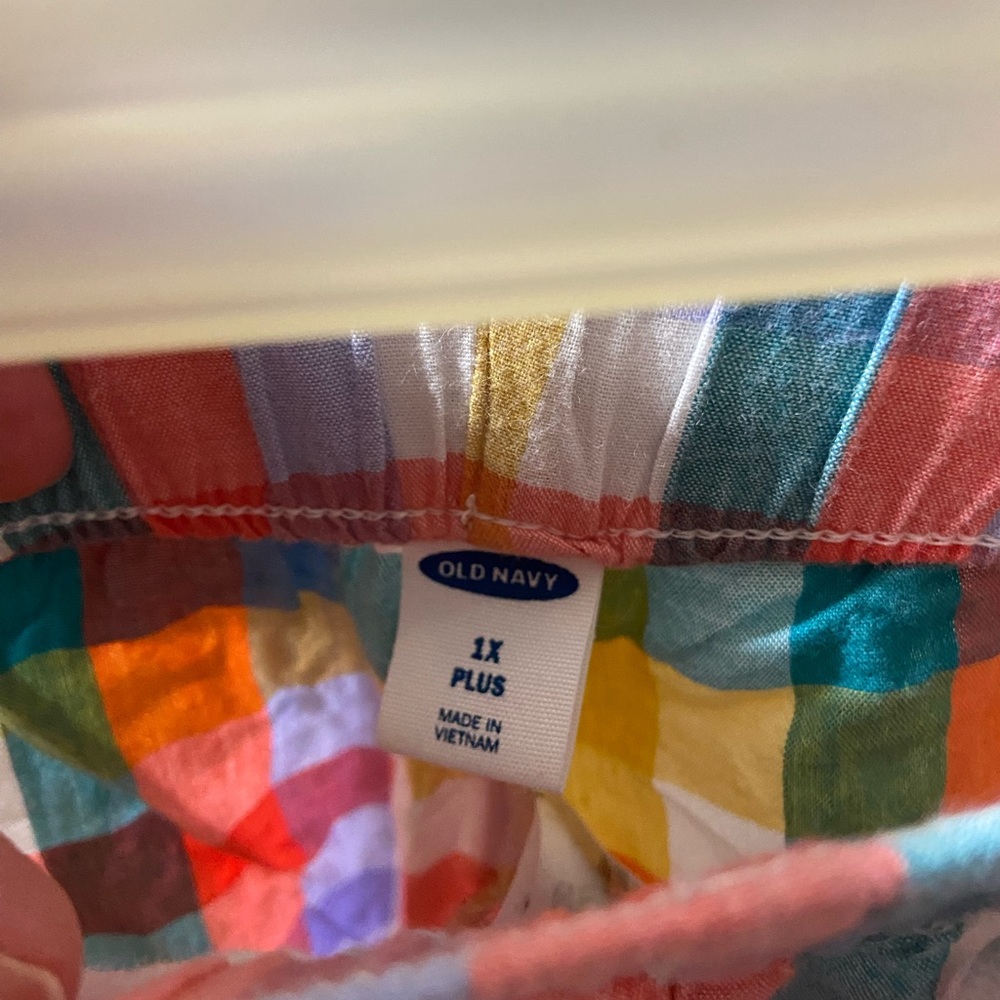 OLD NAVY
1X
PLUS
MADE IN
VIETNAM